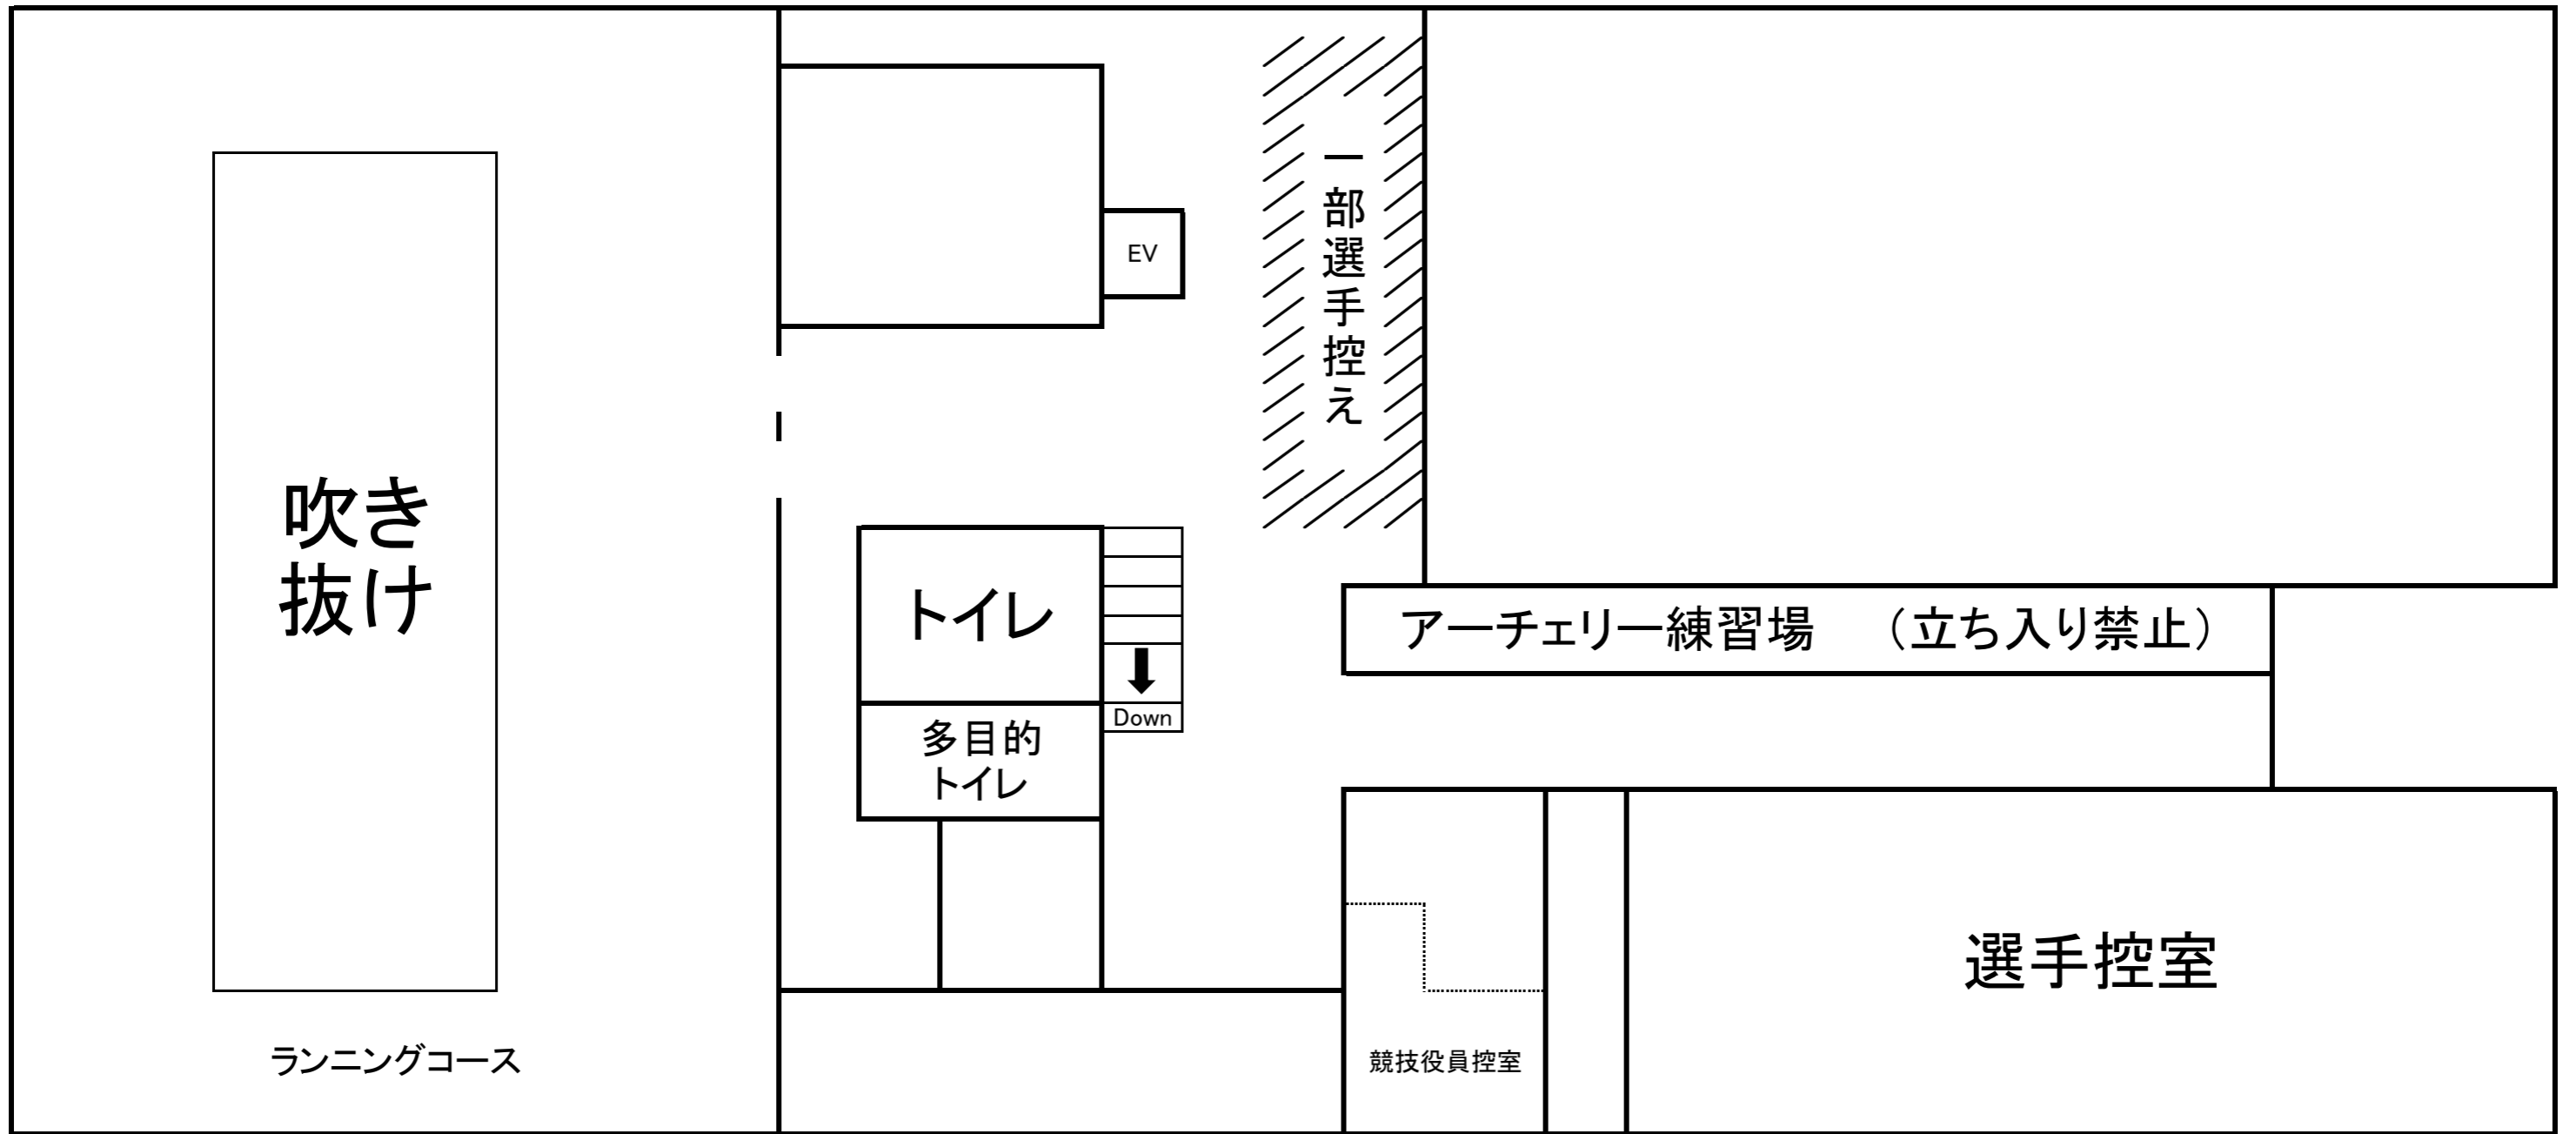 一部選手控え
EV
吹き
抜け
トイレ
アーチェリー練習場　（立ち入り禁止）
Down
多目的
トイレ
選手控室
ランニングコース
競技役員控室